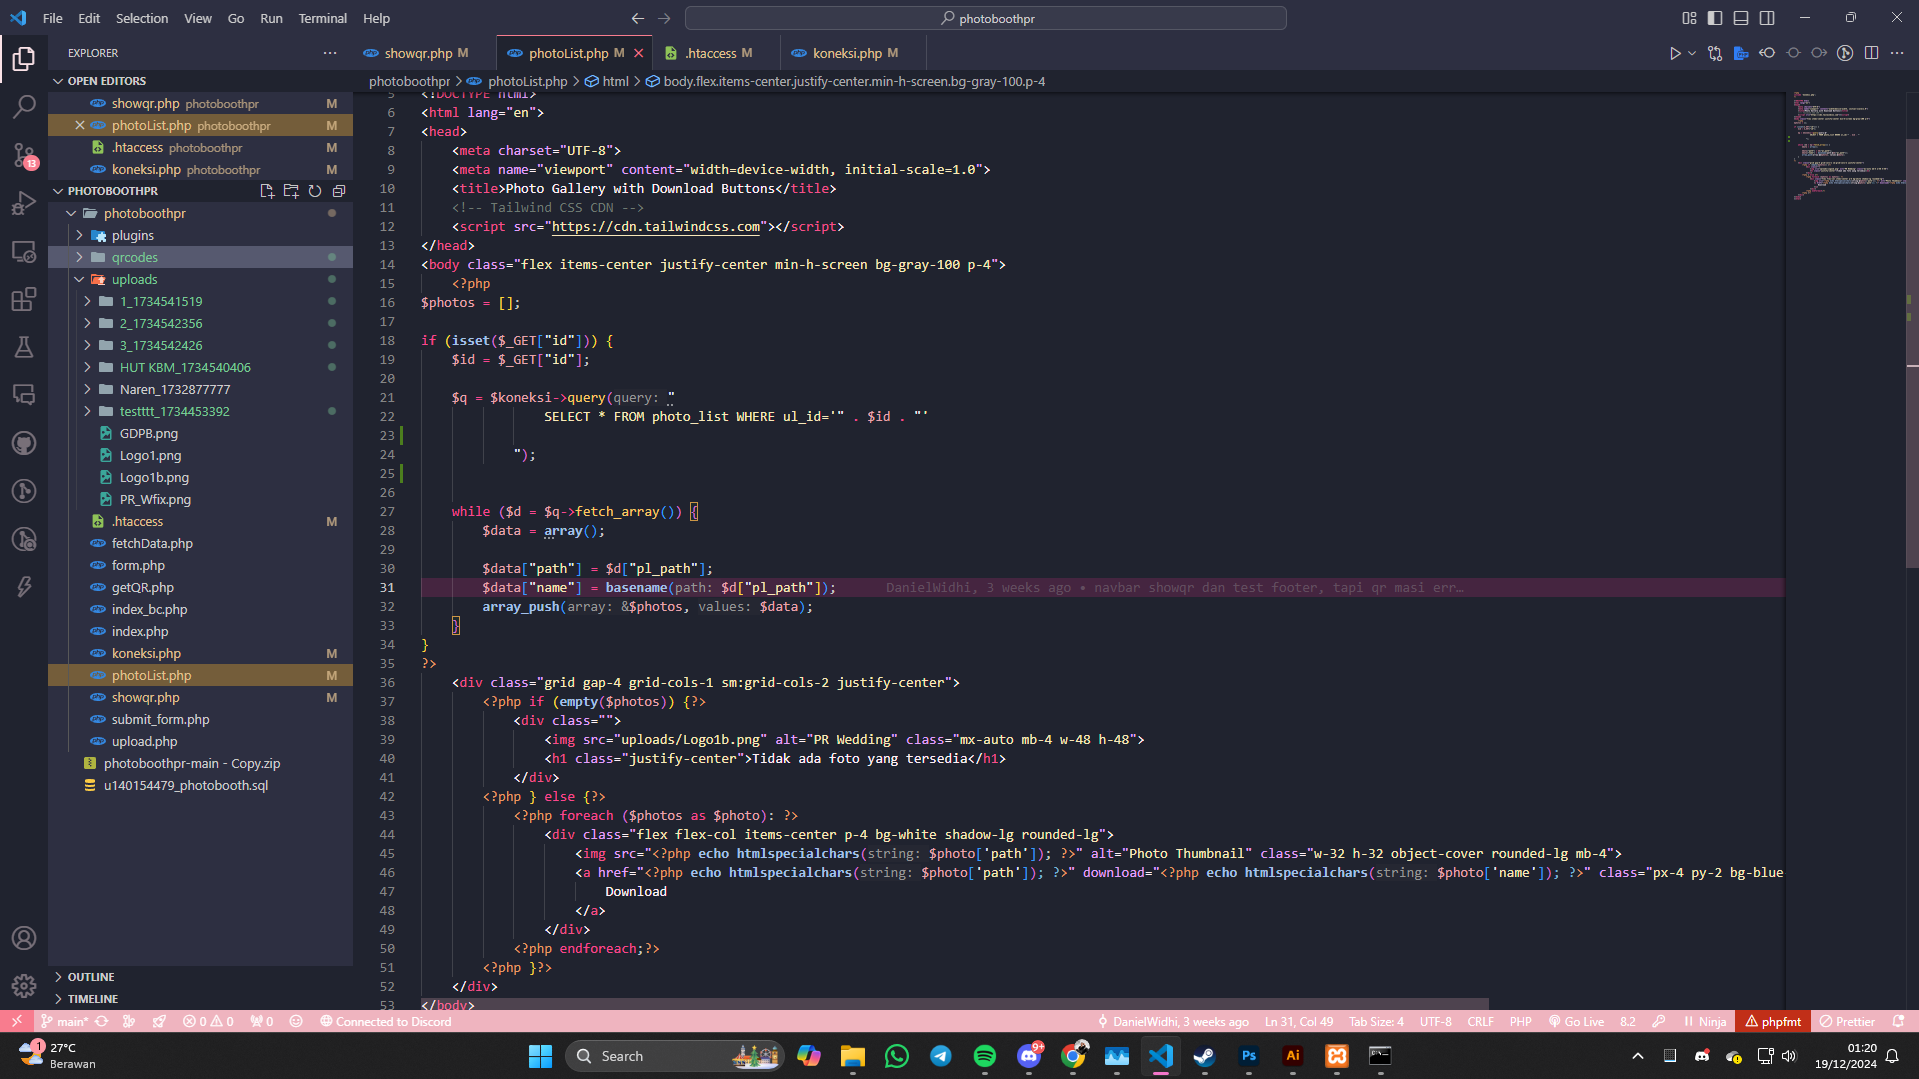 File Edit Selection View Go Run Terminal Help
photoboothpr
EXPLORER
showqr.php M
photoList.php M
.htaccess M
koneksi.php M
OPEN EDITORS
photoboothpr > photoList.php > html > body.flex.items-center.justify-center.min-h-screen.bg-gray-100.p-4
showqr.php photoboothpr M
photoList.php photoboothpr M
.htaccess photoboothpr M
koneksi.php photoboothpr M
PHOTOBOOTHPR
photoboothpr
plugins
qrcodes
uploads
1_1734541519
2_1734542356
3_1734542426
HUT KBM_1734540406
Naren_1732877777
testttt_1734453392
GDPB.png
Logo1.png
Logo1b.png
PR_Wfix.png
.htaccess M
fetchData.php
form.php
getQR.php
index_bc.php
index.php
koneksi.php M
photoList.php M
showqr.php M
submit_form.php
upload.php
photoboothpr-main - Copy.zip
u140154479_photobooth.sql
OUTLINE
TIMELINE
13
5 <!DOCTYPE html>
6 <html lang="en">
7 <head>
8 <meta charset="UTF-8">
9 <meta name="viewport" content="width=device-width, initial-scale=1.0">
10 <title>Photo Gallery with Download Buttons</title>
11 <!-- Tailwind CSS CDN -->
12 <script src="https://cdn.tailwindcss.com"></script>
13 </head>
14 <body class="flex items-center justify-center min-h-screen bg-gray-100 p-4">
15 <?php
16 $photos = [];
17
18 if (isset($_GET["id"])) {
19 $id = $_GET["id"];
20
21 $q = $koneksi->query(query: "
22 SELECT * FROM photo_list WHERE ul_id='" . $id . "'
23
24 ");
25
26
27 while ($d = $q->fetch_array()) {
28 $data = array();
29
30 $data["path"] = $d["pl_path"];
31 $data["name"] = basename(path: $d["pl_path"]); DanielWidhi, 3 weeks ago • navbar showqr dan test footer, tapi qr masi err…
32 array_push(array: &$photos, values: $data);
33 }
34 }
35 ?>
36 <div class="grid gap-4 grid-cols-1 sm:grid-cols-2 justify-center">
37 <?php if (empty($photos)) {?>
38 <div class="">
39 <img src="uploads/Logo1b.png" alt="PR Wedding" class="mx-auto mb-4 w-48 h-48">
40 <h1 class="justify-center">Tidak ada foto yang tersedia</h1>
41 </div>
42 <?php } else {?>
43 <?php foreach ($photos as $photo): ?>
44 <div class="flex flex-col items-center p-4 bg-white shadow-lg rounded-lg">
45 <img src="<?php echo htmlspecialchars(string: $photo['path']); ?>" alt="Photo Thumbnail" class="w-32 h-32 object-cover rounded-lg mb-4">
46 <a href="<?php echo htmlspecialchars(string: $photo['path']); ?>" download="<?php echo htmlspecialchars(string: $photo['name']); ?>" class="px-4 py-2 bg-blue-
47 Download
48 </a>
49 </div>
50 <?php endforeach;?>
51 <?php }?>
52 </div>
53 </body>
main* 0 0 0 Connected to Discord DanielWidhi, 3 weeks ago Ln 31, Col 49 Tab Size: 4 UTF-8 CRLF PHP Go Live 8.2 Ninja phpfmt Prettier
1
27°C
Berawan
Search
9+
Ps
Ai
01:20
19/12/2024